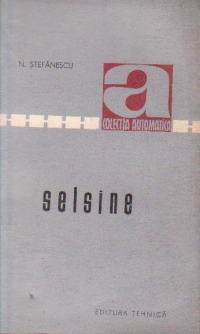 N. ȘTEFĂNESCU
a
COLECȚIA AUTOMATICA
selsine
EDITURA TEHNICĂ